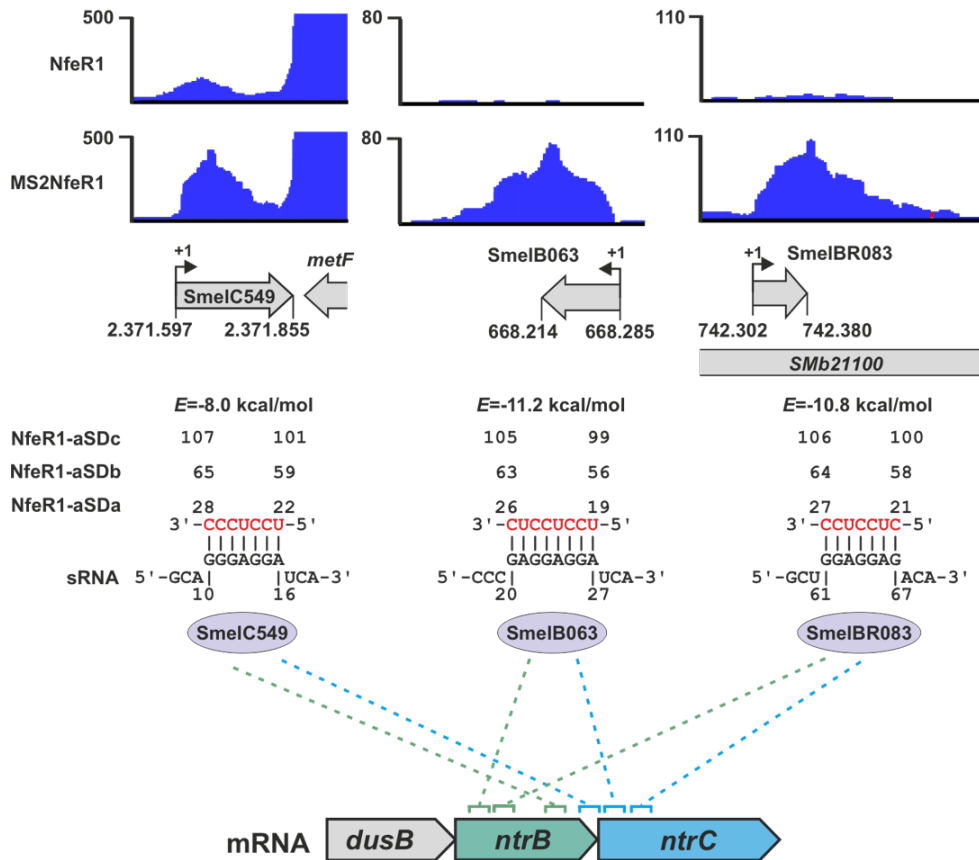 500 80 110
NfeR1
500 80 110
MS2NfeR1
+1 metF SmelB063 +1 +1 SmelBR083
SmelC549
2.371.597 2.371.855 668.214 668.285 742.302 742.380
SMb21100
E=-8.0 kcal/mol E=-11.2 kcal/mol E=-10.8 kcal/mol
NfeR1-aSDc 107 101 105 99 106 100
NfeR1-aSDb 65 59 63 56 64 58
NfeR1-aSDa 28 22 26 19 27 21
3'-CCCUCCU-5' 3'-CUCCUCCU-5' 3'-CCUCCUC-5'
GGGAGGA GAGGAGGA GGAGGAG
sRNA 5'-GCA UCA-3' 5'-CCC UCA-3' 5'-GCU ACA-3'
10 16 20 27 61 67
SmelC549 SmelB063 SmelBR083
mRNA dusB ntrB ntrC